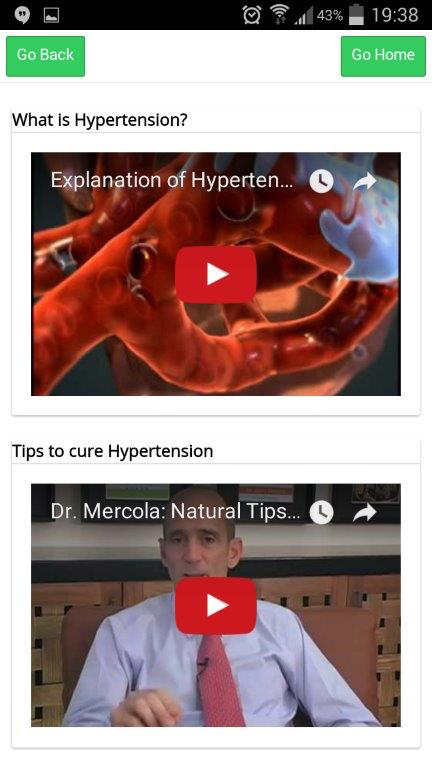 43% 19:38
Go Back Go Home
What is Hypertension?
Explanation of Hyperten...
Tips to cure Hypertension
Dr. Mercola: Natural Tips...